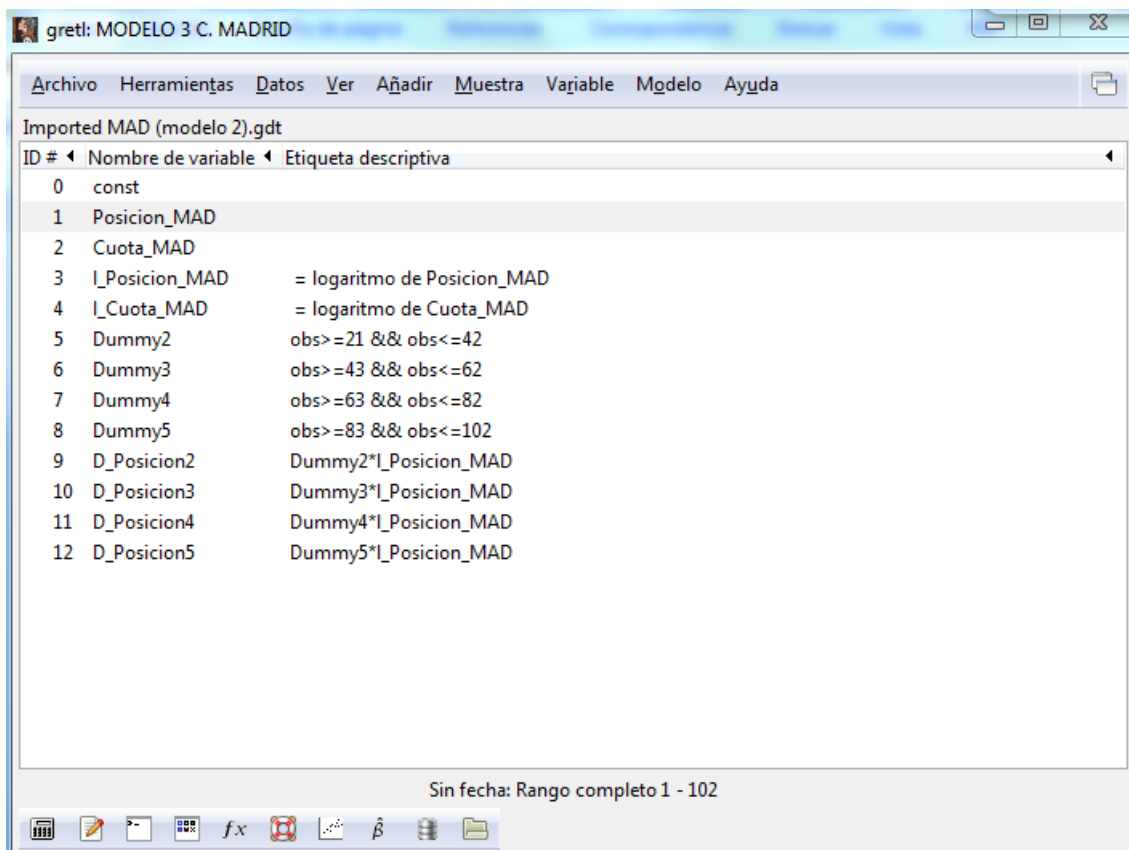 gretl: MODELO 3 C. MADRID
Archivo Herramientas Datos Ver Añadir Muestra Variable Modelo Ayuda
Imported MAD (modelo 2).gdt
ID # Nombre de variable Etiqueta descriptiva
0 const
1 Posicion_MAD
2 Cuota_MAD
3 l_Posicion_MAD = logaritmo de Posicion_MAD
4 l_Cuota_MAD = logaritmo de Cuota_MAD
5 Dummy2 obs>=21 && obs<=42
6 Dummy3 obs>=43 && obs<=62
7 Dummy4 obs>=63 && obs<=82
8 Dummy5 obs>=83 && obs<=102
9 D_Posicion2 Dummy2*l_Posicion_MAD
10 D_Posicion3 Dummy3*l_Posicion_MAD
11 D_Posicion4 Dummy4*l_Posicion_MAD
12 D_Posicion5 Dummy5*l_Posicion_MAD
Sin fecha: Rango completo 1 - 102
fx β̂